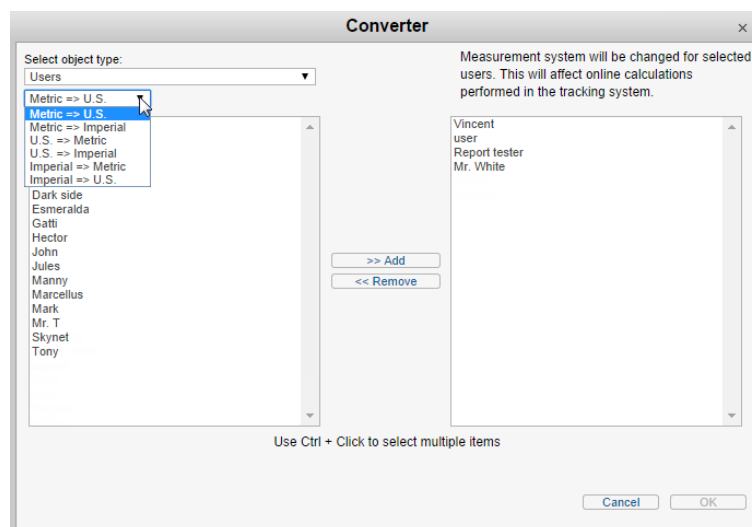 Converter
×
Select object type:
Users
Measurement system will be changed for selected
users. This will affect online calculations
performed in the tracking system.
Metric => U.S.
Metric => U.S.
Metric => Imperial
U.S. => Metric
U.S. => Imperial
Imperial => Metric
Imperial => U.S.
Dark side
Esmeralda
Gatti
Hector
John
Jules
Manny
Marcellus
Mark
Mr. T
Skynet
Tony
>> Add
<< Remove
Vincent
user
Report tester
Mr. White
Use Ctrl + Click to select multiple items
Cancel
OK